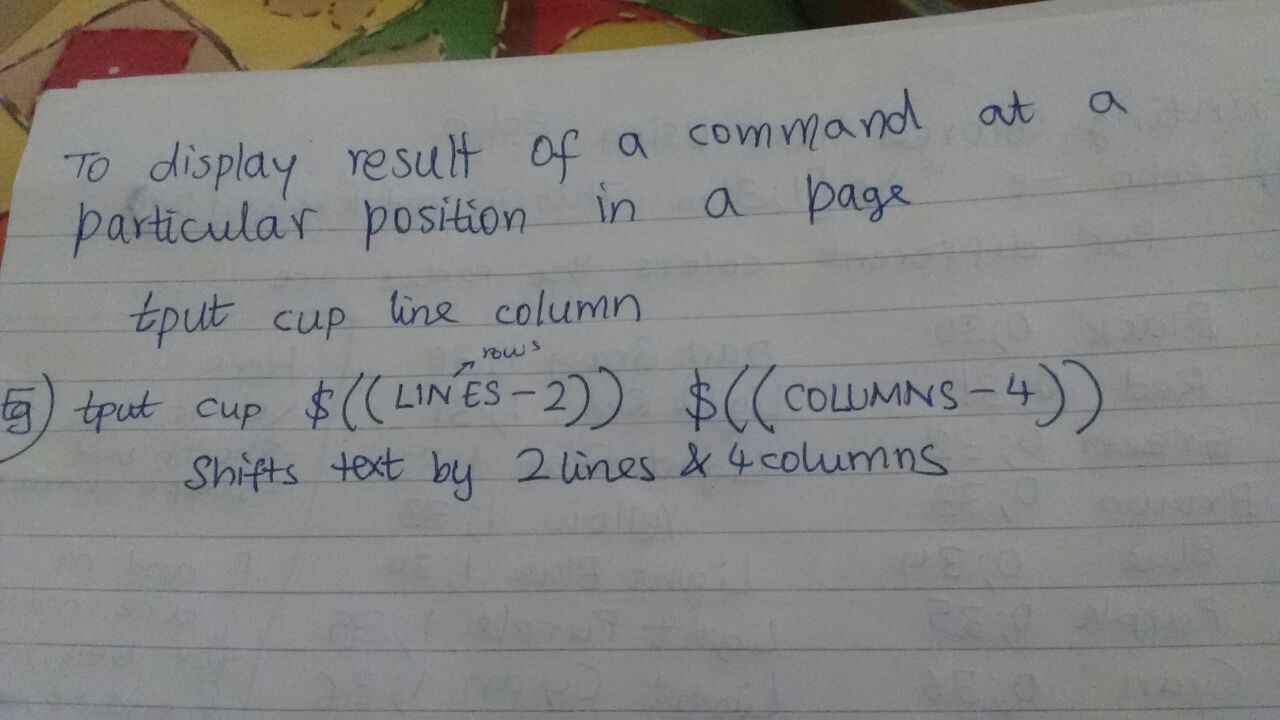 To display result of a command at a
particular position in a page
tput cup line column
rows
Eg) tput cup $((LINES-2)) $((COLUMNS-4))
Shifts text by 2 lines & 4 columns